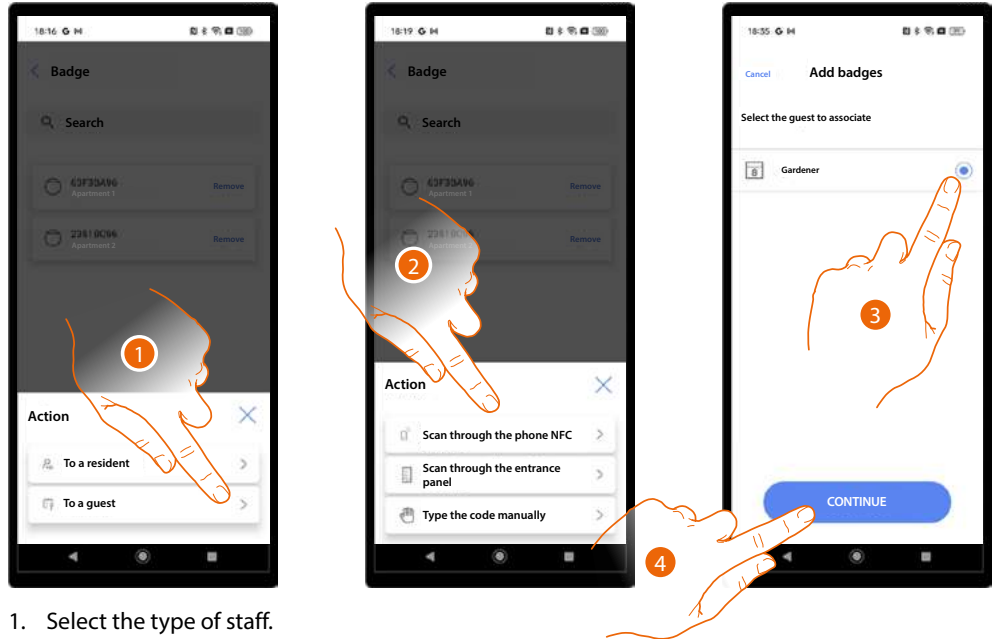 18:16 G M
Badge
Search
63F33A96
Apartment 1
Remove
Apartment 2
Remove
1
Action
To a resident
To a guest
18:19 G M
Badge
Search
63F33A96
Apartment 1
Remove
Remove
2
Action
Scan through the phone NFC
Scan through the entrance
panel
Type the code manually
18:35 G M
Cancel
Add badges
Select the guest to associate
8
Gardener
3
CONTINUE
4
1. Select the type of staff.